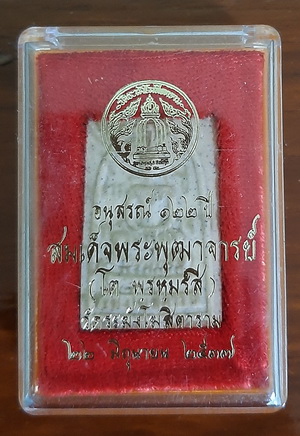 อนุสรณ์ ๑๒๒ ปี
สมเด็จพระพุฒาจารย์
(โต พรหฺมรํสี)
วัดระฆังโฆสิตาราม
๒๒ มิถุนายน ๒๕๓๗